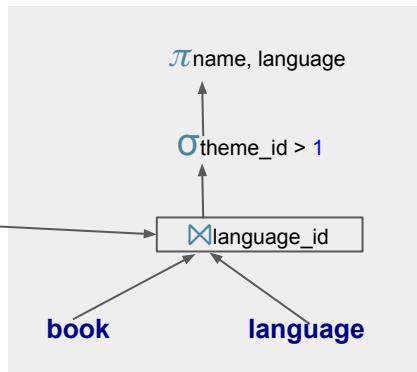 πname, language
σtheme_id > 1
⋈language_id
book language